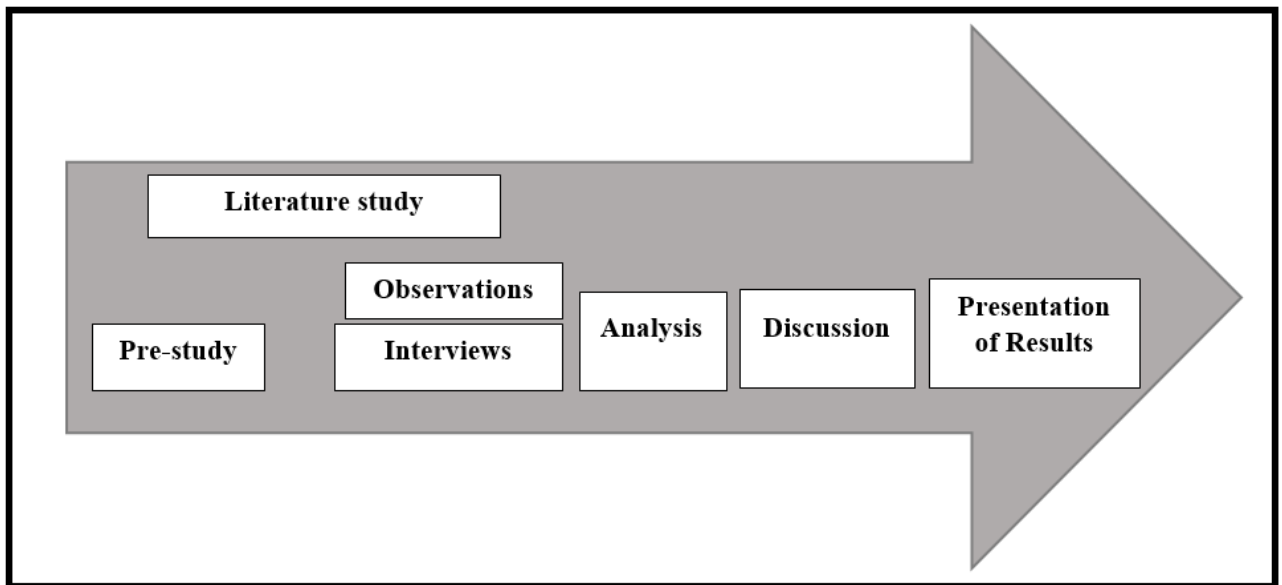 Literature study
Observations
Pre-study
Interviews
Analysis
Discussion
Presentation
of Results